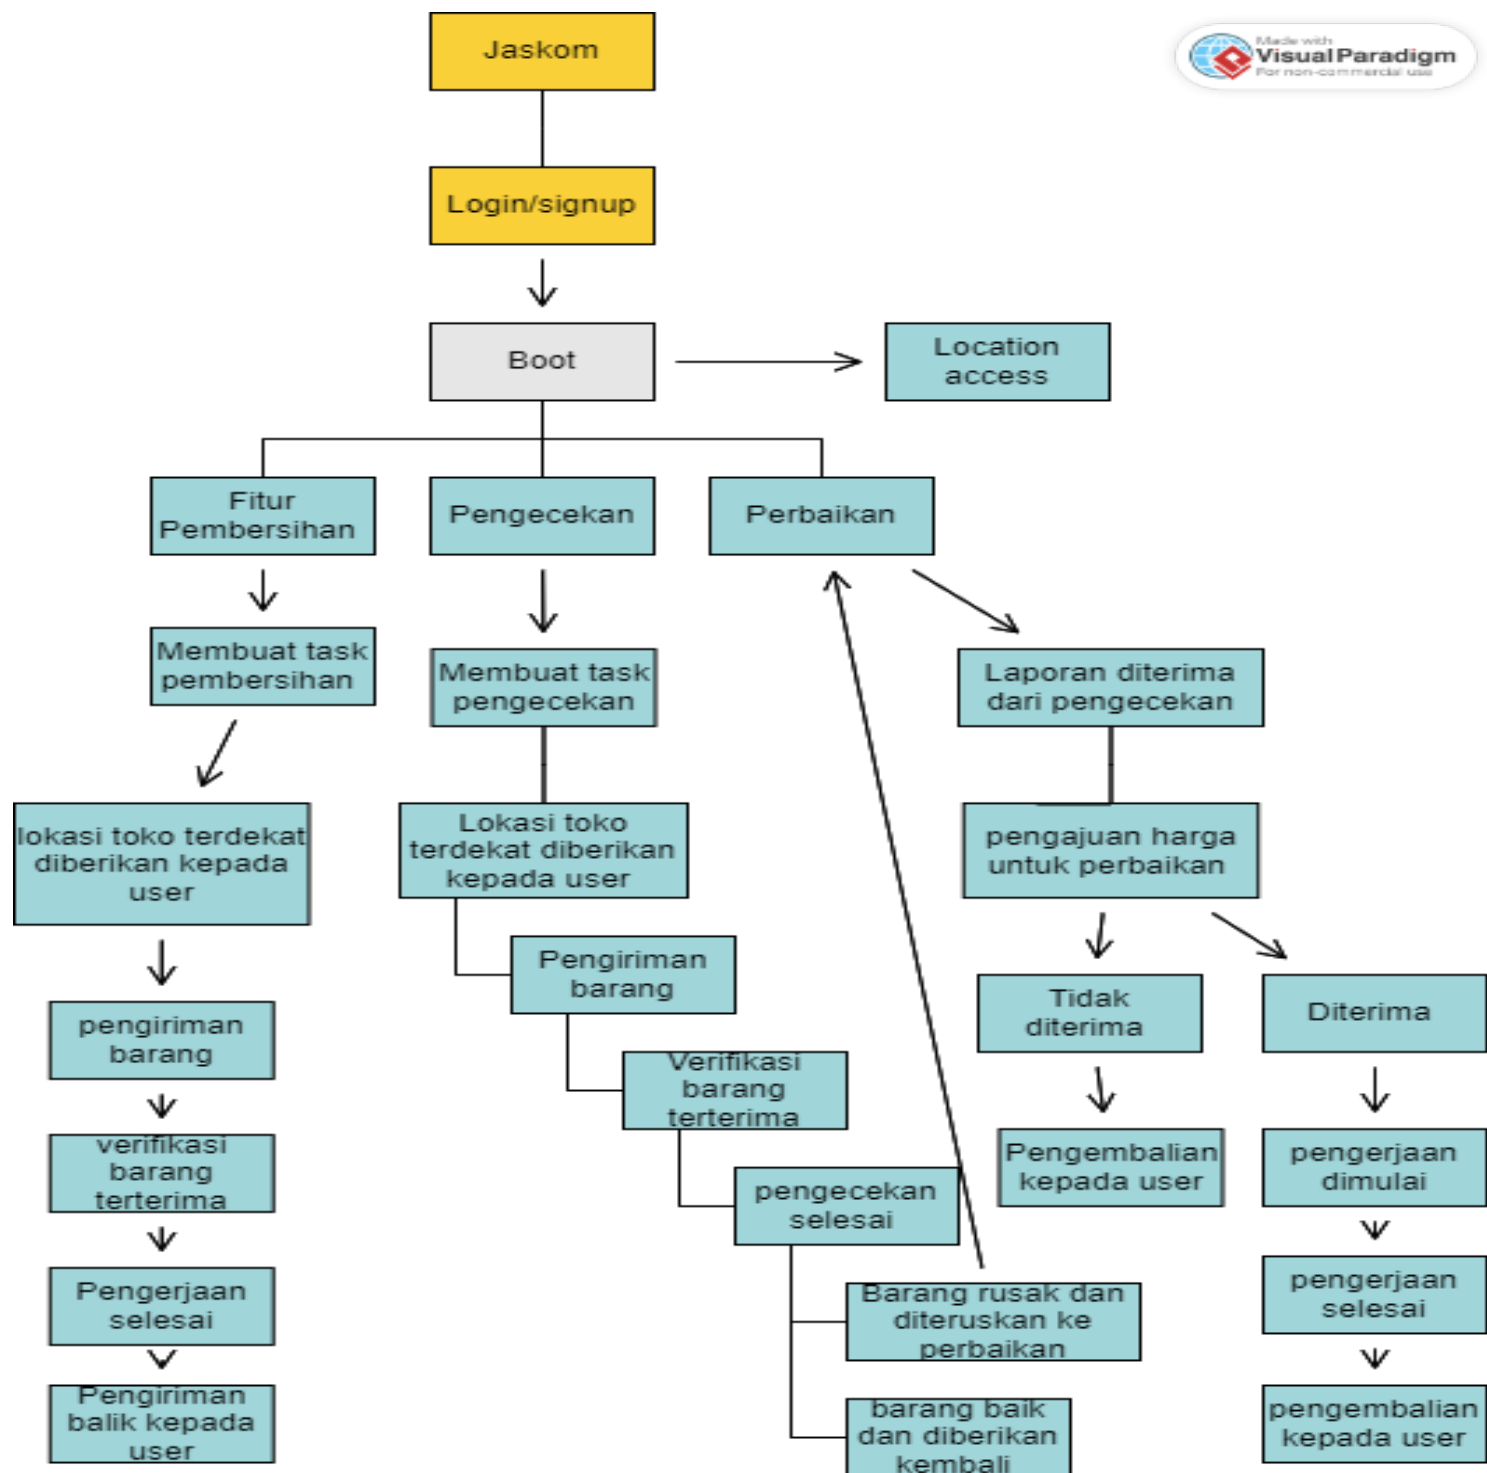 Jaskom
Made with
Visual Paradigm
For non-commercial use
Login/signup
Boot
Location
access
Fitur
Pembersihan
Pengecekan
Perbaikan
Membuat task
pembersihan
Membuat task
pengecekan
Laporan diterima
dari pengecekan
lokasi toko terdekat
diberikan kepada
user
Lokasi toko
terdekat diberikan
kepada user
pengajuan harga
untuk perbaikan
pengiriman
barang
Pengiriman
barang
Tidak
diterima
Diterima
verifikasi
barang
terterima
Verifikasi
barang
terterima
Pengembalian
kepada user
pengerjaan
dimulai
Pengerjaan
selesai
pengecekan
selesai
pengerjaan
selesai
Barang rusak dan
diteruskan ke
perbaikan
Pengiriman
balik kepada
user
barang baik
dan diberikan
kembali
pengembalian
kepada user